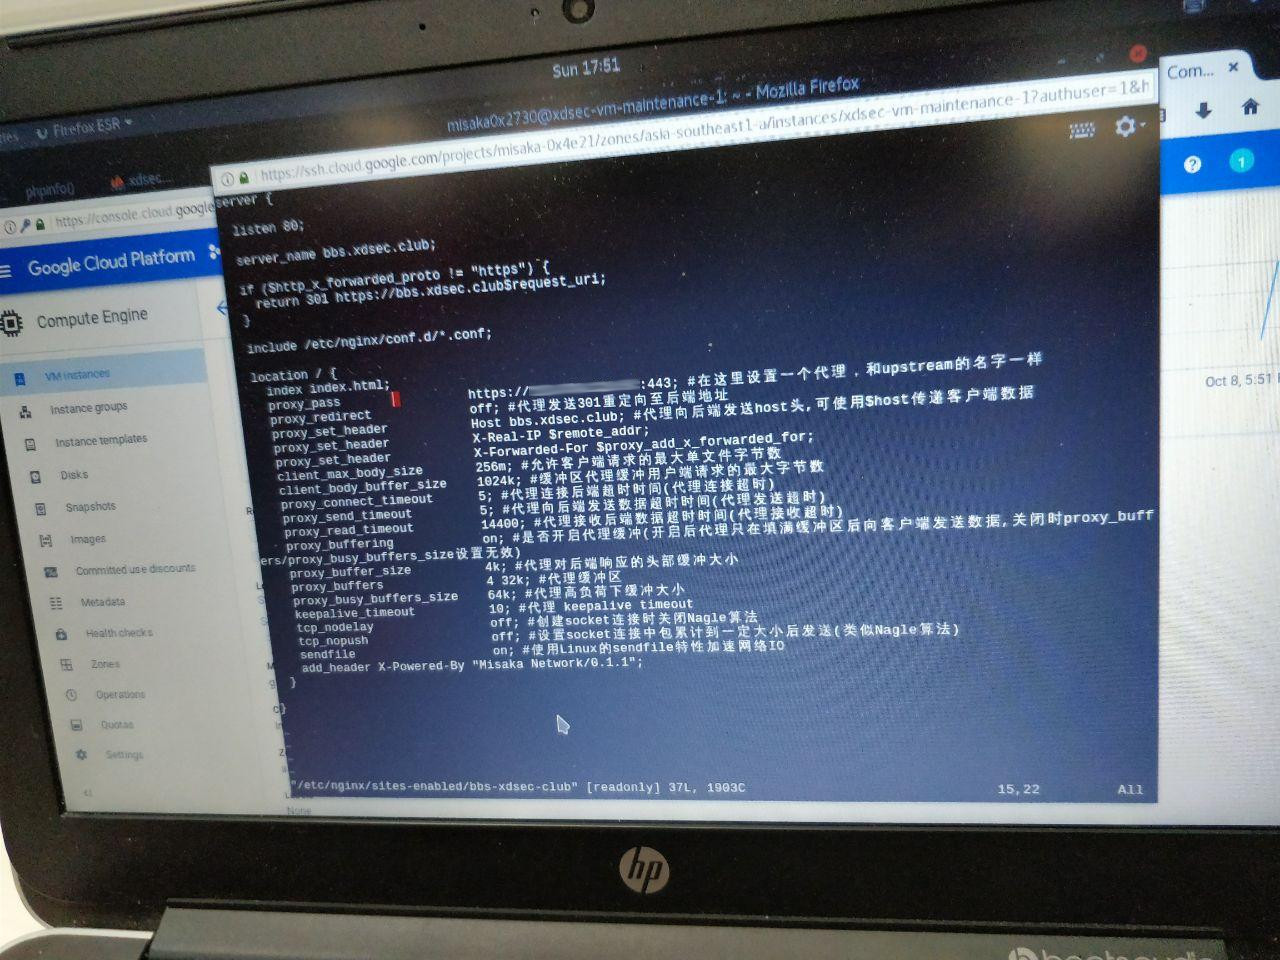 Sun 17:51
Firefox ESR
misaka0x2730@xdsec-vm-maintenance-1: ~ - Mozilla Firefox
Com...
https://ssh.cloud.google.com/projects/misaka-0x4e21/zones/asia-southeast1-a/instances/xdsec-vm-maintenance-1?authuser=1&h
phpinfo()
xdsec...
https://console.cloud.google
Google Cloud Platform
1
Compute Engine
VM instances
Instance groups
Instance templates
Disks
Snapshots
Images
Committed use discounts
Metadata
Health checks
Zones
Operations
Quotas
Settings
Oct 8, 5:51
server {
listen 80;
server_name bbs.xdsec.club;
if ($http_x_forwarded_proto != "https") {
return 301 https://bbs.xdsec.club$request_uri;
}
include /etc/nginx/conf.d/*.conf;
location / {
index index.html;
proxy_pass https:// :443; #在这里设置一个代理，和upstream的名字一样
proxy_redirect off; #代理发送301重定向至后端地址
proxy_set_header Host bbs.xdsec.club; #代理向后端发送host头,可使用$host传递客户端数据
proxy_set_header X-Real-IP $remote_addr;
proxy_set_header X-Forwarded-For $proxy_add_x_forwarded_for;
client_max_body_size 256m; #允许客户端请求的最大单文件字节数
client_body_buffer_size 1024k; #缓冲区代理缓冲用户端请求的最大字节数
proxy_connect_timeout 5; #代理连接后端超时时间(代理连接超时)
proxy_send_timeout 5; #代理向后端发送数据超时时间(代理发送超时)
proxy_read_timeout 14400; #代理接收后端数据超时时间(代理接收超时)
proxy_buffering on; #是否开启代理缓冲(开启后代理只在填满缓冲区后向客户端发送数据,关闭时proxy_buff
ers/proxy_busy_buffers_size设置无效)
proxy_buffer_size 4k; #代理对后端响应的头部缓冲大小
proxy_buffers 4 32k; #代理缓冲区
proxy_busy_buffers_size 64k; #代理高负荷下缓冲大小
keepalive_timeout 10; #代理 keepalive timeout
tcp_nodelay off; #创建socket连接时关闭Nagle算法
tcp_nopush off; #设置socket连接中包累计到一定大小后发送(类似Nagle算法)
sendfile on; #使用Linux的sendfile特性加速网络IO
add_header X-Powered-By "Misaka Network/0.1.1";
}
}
"/etc/nginx/sites-enabled/bbs-xdsec-club" [readonly] 37L, 1903C 15,22 All
None
hp